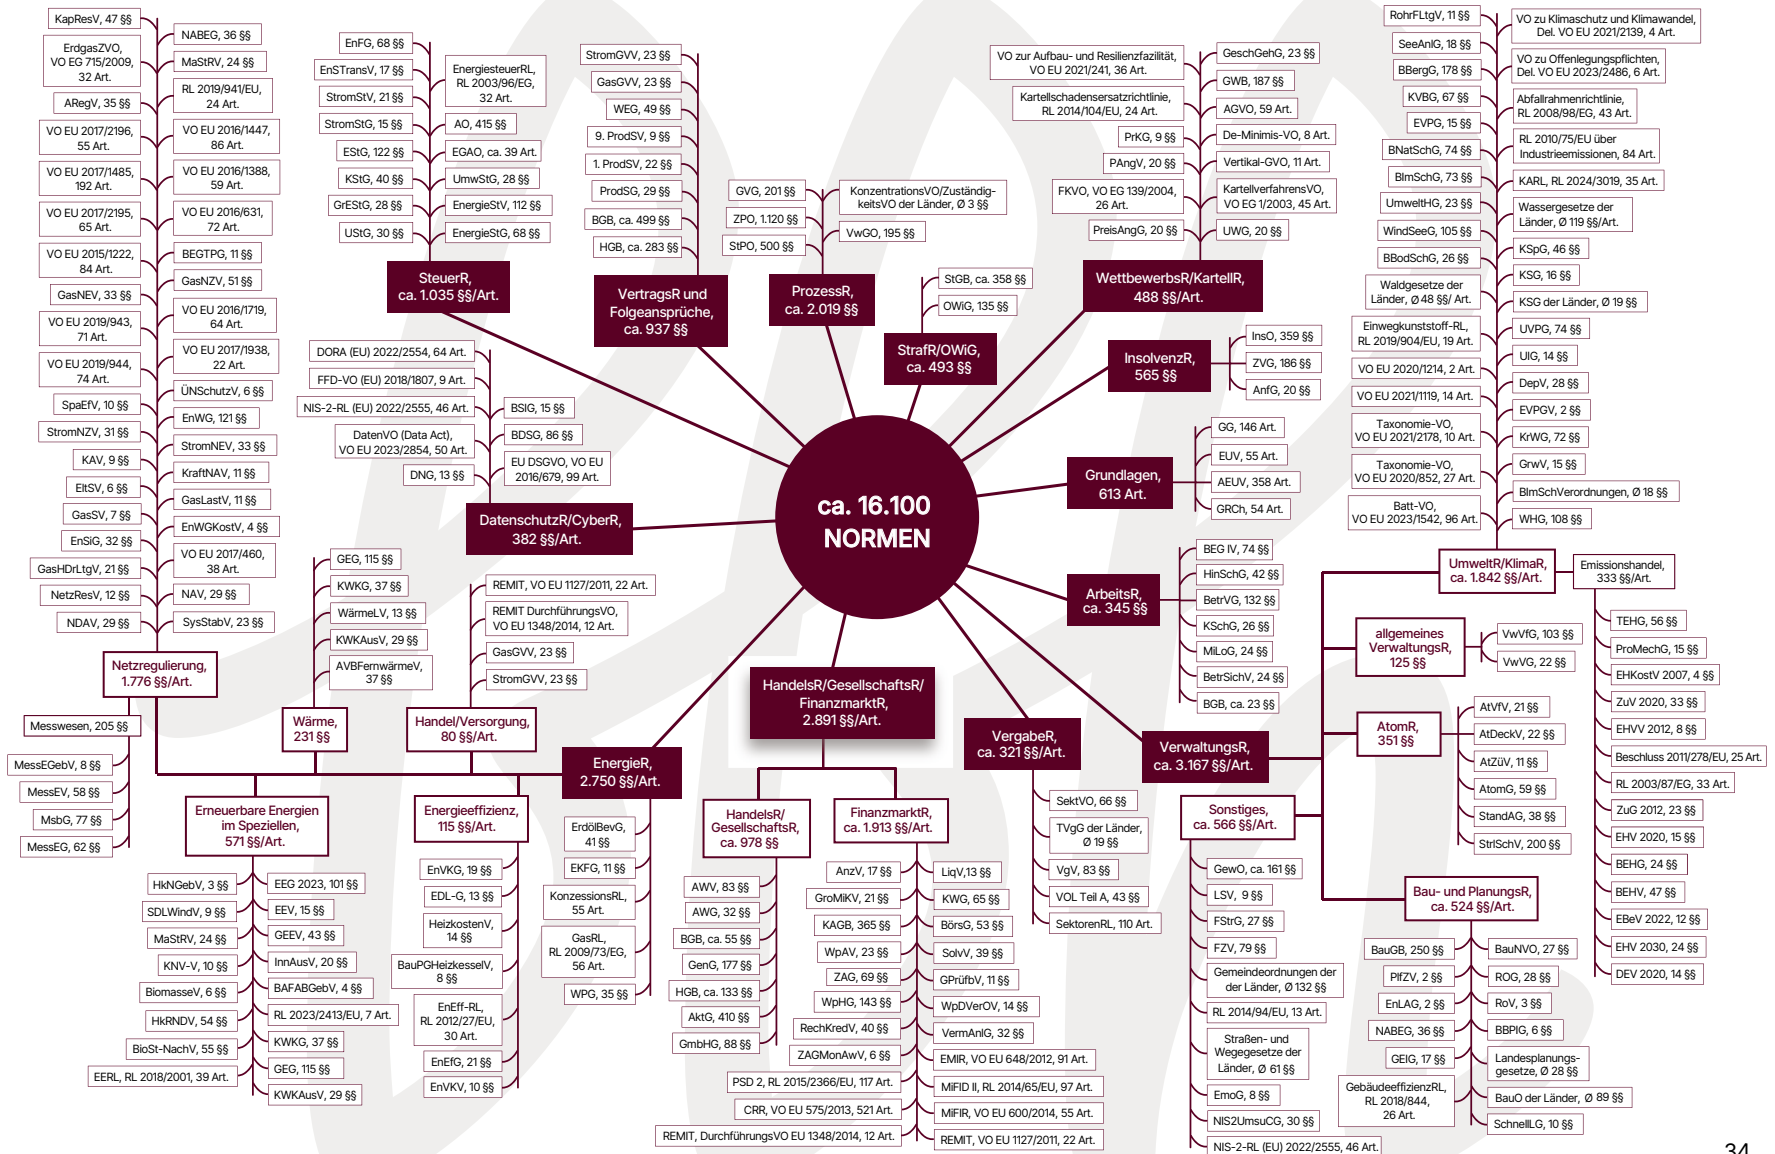 KapResV, 47 §§
NABEG, 36 §§
ErdgasZVO,
VO EG 715/2009,
32 Art.
MaStRV, 24 §§
RL 2019/941/EU,
24 Art.
ARegV, 35 §§
VO EU 2017/2196,
55 Art.
VO EU 2016/1447,
86 Art.
VO EU 2017/1485,
192 Art.
VO EU 2016/1388,
59 Art.
VO EU 2017/2195,
65 Art.
VO EU 2016/631,
72 Art.
VO EU 2015/1222,
84 Art.
BEGTPG, 11 §§
GasNZV, 51 §§
GasNEV, 33 §§
VO EU 2016/1719,
64 Art.
VO EU 2019/943,
71 Art.
VO EU 2017/1938,
22 Art.
VO EU 2019/944,
74 Art.
ÜNSchutzV, 6 §§
SpaEfV, 10 §§
EnWG, 121 §§
StromNZV, 31 §§
StromNEV, 33 §§
KAV, 9 §§
KraftNAV, 11 §§
EltSV, 6 §§
GasLastV, 11 §§
GasSV, 7 §§
EnWGKostV, 4 §§
EnSiG, 32 §§
VO EU 2017/460,
38 Art.
GasHDrLtgV, 21 §§
NetzResV, 12 §§
NAV, 29 §§
NDAV, 29 §§
SysStabV, 23 §§
Netzregulierung,
1.776 §§/Art.
Messwesen, 205 §§
MessEGebV, 8 §§
MessEV, 58 §§
MsbG, 77 §§
MessEG, 62 §§
EnFG, 68 §§
EnSTransV, 17 §§
EnergiesteuerRL,
RL 2003/96/EG,
32 Art.
StromStV, 21 §§
StromStG, 15 §§
AO, 415 §§
EStG, 122 §§
EGAO, ca. 39 Art.
KStG, 40 §§
UmwStG, 28 §§
GrEStG, 28 §§
EnergieStV, 112 §§
UStG, 30 §§
EnergieStG, 68 §§
SteuerR,
ca. 1.035 §§/Art.
StromGVV, 23 §§
GasGVV, 23 §§
WEG, 49 §§
9. ProdSV, 9 §§
1. ProdSV, 22 §§
ProdSG, 29 §§
BGB, ca. 499 §§
HGB, ca. 283 §§
VertragsR und
Folgeansprüche,
ca. 937 §§
GVG, 201 §§
KonzentrationsVO/Zuständig-
keitsVO der Länder, Ø 3 §§
ZPO, 1.120 §§
VwGO, 195 §§
StPO, 500 §§
ProzessR,
ca. 2.019 §§
StGB, ca. 358 §§
OWiG, 135 §§
StrafR/OWiG,
ca. 493 §§
VO zur Aufbau- und Resilienzfazilität,
VO EU 2021/241, 36 Art.
GeschGehG, 23 §§
GWB, 187 §§
Kartellschadensersatzrichtlinie,
RL 2014/104/EU, 24 Art.
AGVO, 59 Art.
PrKG, 9 §§
De-Minimis-VO, 8 Art.
PAngV, 20 §§
Vertikal-GVO, 11 Art.
FKVO, VO EG 139/2004,
26 Art.
KartellverfahrensVO,
VO EG 1/2003, 45 Art.
PreisAngG, 20 §§
UWG, 20 §§
WettbewerbsR/KartellR,
488 §§/Art.
InsolvenzR,
565 §§
InsO, 359 §§
ZVG, 186 §§
AnfG, 20 §§
Grundlagen,
613 Art.
GG, 146 Art.
EUV, 55 Art.
AEUV, 358 Art.
GRCh, 54 Art.
ArbeitsR,
ca. 345 §§
BEG IV, 74 §§
HinSchG, 42 §§
BetrVG, 132 §§
KSchG, 26 §§
MiLoG, 24 §§
BetrSichV, 24 §§
BGB, ca. 23 §§
DORA (EU) 2022/2554, 64 Art.
FFD-VO (EU) 2018/1807, 9 Art.
NIS-2-RL (EU) 2022/2555, 46 Art.
BSIG, 15 §§
DatenVO (Data Act),
VO EU 2023/2854, 50 Art.
BDSG, 86 §§
DNG, 13 §§
EU DSGVO, VO EU
2016/679, 99 Art.
DatenschutzR/CyberR,
382 §§/Art.
ca. 16.100
NORMEN
GEG, 115 §§
KWKG, 37 §§
WärmeLV, 13 §§
KWKAusV, 29 §§
AVBFernwärmeV,
37 §§
Wärme,
231 §§
REMIT, VO EU 1127/2011, 22 Art.
REMIT DurchführungsVO,
VO EU 1348/2014, 12 Art.
GasGVV, 23 §§
StromGVV, 23 §§
Handel/Versorgung,
80 §§/Art.
EnergieR,
2.750 §§/Art.
Erneuerbare Energien
im Speziellen,
571 §§/Art.
HkNGebV, 3 §§
EEG 2023, 101 §§
SDLWindV, 9 §§
EEV, 15 §§
MaStRV, 24 §§
GEEV, 43 §§
KNV-V, 10 §§
InnAusV, 20 §§
BiomasseV, 6 §§
BAFABGebV, 4 §§
HkRNDV, 54 §§
RL 2023/2413/EU, 7 Art.
BioSt-NachV, 55 §§
KWKG, 37 §§
EERL, RL 2018/2001, 39 Art.
GEG, 115 §§
KWKAusV, 29 §§
Energieeffizienz,
115 §§/Art.
EnVKG, 19 §§
EDL-G, 13 §§
HeizkostenV,
14 §§
BauPGHeizkesselV,
8 §§
EnEff-RL,
RL 2012/27/EU,
30 Art.
EnEfG, 21 §§
EnVKV, 10 §§
ErdölBevG,
41 §§
EKFG, 11 §§
KonzessionsRL,
55 Art.
GasRL,
RL 2009/73/EG,
56 Art.
WPG, 35 §§
HandelsR/GesellschaftsR/
FinanzmarktR,
2.891 §§/Art.
HandelsR/
GesellschaftsR,
ca. 978 §§
AWV, 83 §§
AWG, 32 §§
BGB, ca. 55 §§
GenG, 177 §§
HGB, ca. 133 §§
AktG, 410 §§
GmbHG, 88 §§
FinanzmarktR,
ca. 1.913 §§/Art.
AnzV, 17 §§
LiqV,13 §§
GroMiKV, 21 §§
KWG, 65 §§
KAGB, 365 §§
BörsG, 53 §§
WpAV, 23 §§
SolvV, 39 §§
ZAG, 69 §§
GPrüfbV, 11 §§
WpHG, 143 §§
WpDVerOV, 14 §§
RechKredV, 40 §§
VermAnlG, 32 §§
ZAGMonAwV, 6 §§
EMIR, VO EU 648/2012, 91 Art.
PSD 2, RL 2015/2366/EU, 117 Art.
MiFID II, RL 2014/65/EU, 97 Art.
CRR, VO EU 575/2013, 521 Art.
MiFIR, VO EU 600/2014, 55 Art.
REMIT, DurchführungsVO EU 1348/2014, 12 Art.
REMIT, VO EU 1127/2011, 22 Art.
VergabeR,
ca. 321 §§/Art.
SektVO, 66 §§
TVgG der Länder,
Ø 19 §§
VgV, 83 §§
VOL Teil A, 43 §§
SektorenRL, 110 Art.
VerwaltungsR,
ca. 3.167 §§/Art.
Sonstiges,
ca. 566 §§/Art.
GewO, ca. 161 §§
LSV, 9 §§
FStrG, 27 §§
FZV, 79 §§
Gemeindeordnungen der
der Länder, Ø 132 §§
RL 2014/94/EU, 13 Art.
Straßen- und
Wegegesetze der
Länder, Ø 61 §§
EmoG, 8 §§
NIS2UmsuCG, 30 §§
NIS-2-RL (EU) 2022/2555, 46 Art.
RohrFLtgV, 11 §§
VO zu Klimaschutz und Klimawandel,
Del. VO EU 2021/2139, 4 Art.
SeeAnlG, 18 §§
BBergG, 178 §§
VO zu Offenlegungspflichten,
Del. VO EU 2023/2486, 6 Art.
KVBG, 67 §§
Abfallrahmenrichtlinie,
RL 2008/98/EG, 43 Art.
EVPG, 15 §§
BNatSchG, 74 §§
RL 2010/75/EU über
Industrieemissionen, 84 Art.
BImSchG, 73 §§
KARL, RL 2024/3019, 35 Art.
UmweltHG, 23 §§
Wassergesetze der
Länder, Ø 119 §§/Art.
WindSeeG, 105 §§
KSpG, 46 §§
BBodSchG, 26 §§
KSG, 16 §§
Waldgesetze der
Länder, Ø 48 §§/ Art.
KSG der Länder, Ø 19 §§
Einwegkunststoff-RL,
RL 2019/904/EU, 19 Art.
UVPG, 74 §§
UIG, 14 §§
VO EU 2020/1214, 2 Art.
DepV, 28 §§
VO EU 2021/1119, 14 Art.
EVPGV, 2 §§
Taxonomie-VO,
VO EU 2021/2178, 10 Art.
KrWG, 72 §§
Taxonomie-VO,
VO EU 2020/852, 27 Art.
GrwV, 15 §§
BImSchVerordnungen, Ø 18 §§
Batt-VO,
VO EU 2023/1542, 96 Art.
WHG, 108 §§
UmweltR/KlimaR,
ca. 1.842 §§/Art.
Emissionshandel,
333 §§/Art.
TEHG, 56 §§
ProMechG, 15 §§
EHKostV 2007, 4 §§
ZuV 2020, 33 §§
EHVV 2012, 8 §§
Beschluss 2011/278/EU, 25 Art.
RL 2003/87/EG, 33 Art.
ZuG 2012, 23 §§
EHV 2020, 15 §§
BEHG, 24 §§
BEHV, 47 §§
EBeV 2022, 12 §§
EHV 2030, 24 §§
DEV 2020, 14 §§
allgemeines
VerwaltungsR,
125 §§
VwVfG, 103 §§
VwVG, 22 §§
AtomR,
351 §§
AtVfV, 21 §§
AtDeckV, 22 §§
AtZüV, 11 §§
AtomG, 59 §§
StandAG, 38 §§
StrlSchV, 200 §§
Bau- und PlanungsR,
ca. 524 §§/Art.
BauGB, 250 §§
BauNVO, 27 §§
PlfZV, 2 §§
ROG, 28 §§
EnLAG, 2 §§
RoV, 3 §§
NABEG, 36 §§
BBPlG, 6 §§
GEIG, 17 §§
Landesplanungs-
gesetze, Ø 28 §§
GebäudeeffizienzRL,
RL 2018/844,
26 Art.
BauO der Länder, Ø 89 §§
SchnellLG, 10 §§
34